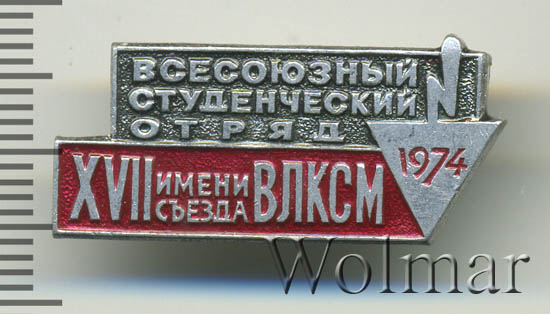 ВСЕСОЮЗНЫЙ
СТУДЕНЧЕСКИЙ
ОТРЯД
XVII ИМЕНИ СЪЕЗДА ВЛКСМ
1974
Wolmar